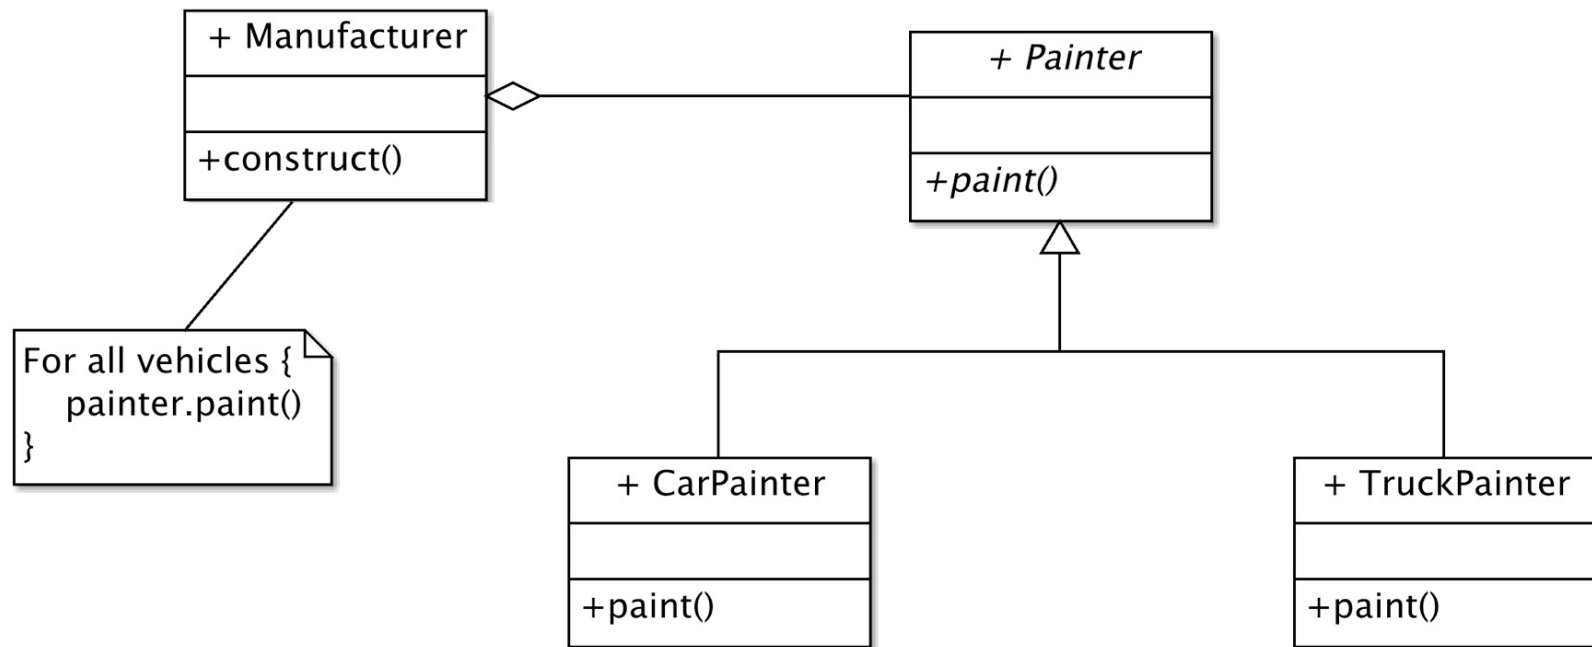 + Manufacturer
+construct()
+ Painter
+paint()
For all vehicles {
painter.paint()
}
+ CarPainter
+paint()
+ TruckPainter
+paint()